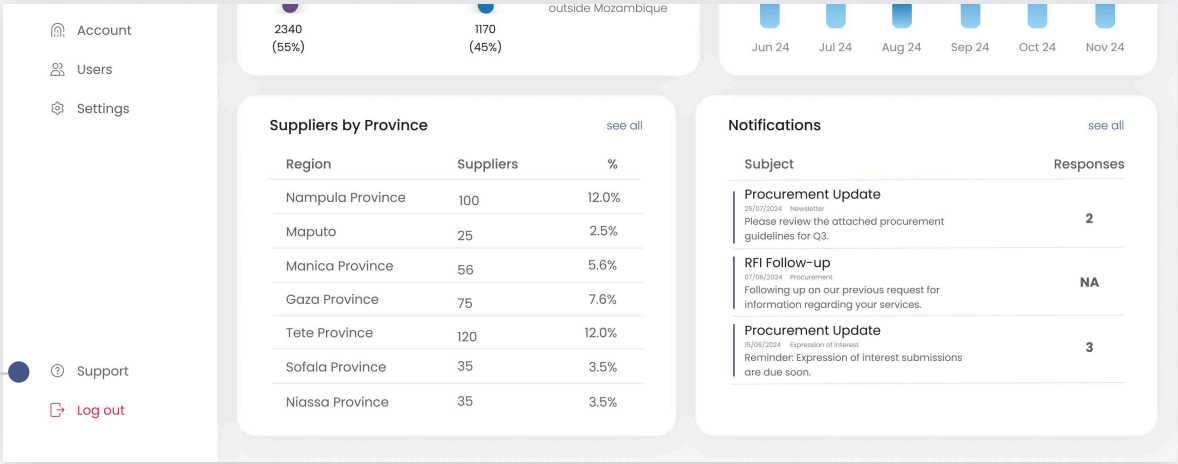 Account
Users
Settings
Support
Log out
2340
(55%)
1170
(45%)
outside Mozambique
Jun 24 Jul 24 Aug 24 Sep 24 Oct 24 Nov 24
Suppliers by Province see all
Region Suppliers %
Nampula Province 100 12.0%
Maputo 25 2.5%
Manica Province 56 5.6%
Gaza Province 75 7.6%
Tete Province 120 12.0%
Sofala Province 35 3.5%
Niassa Province 35 3.5%
Notifications see all
Subject Responses
Procurement Update
25/07/2024 Newsletter
Please review the attached procurement
guidelines for Q3.
2
RFI Follow-up
07/06/2024 Procurement
Following up on our previous request for
information regarding your services.
NA
Procurement Update
15/06/2024 Expression of Interest
Reminder: Expression of interest submissions
are due soon.
3